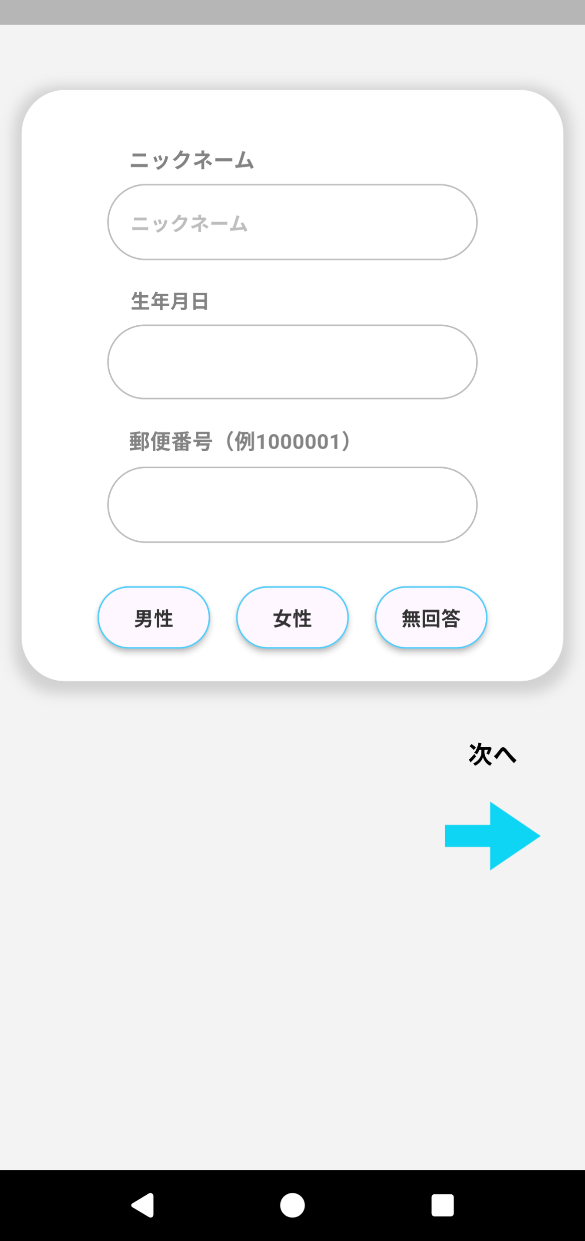 ニックネーム
ニックネーム
生年月日
郵便番号（例1000001）
男性 女性 無回答
次へ